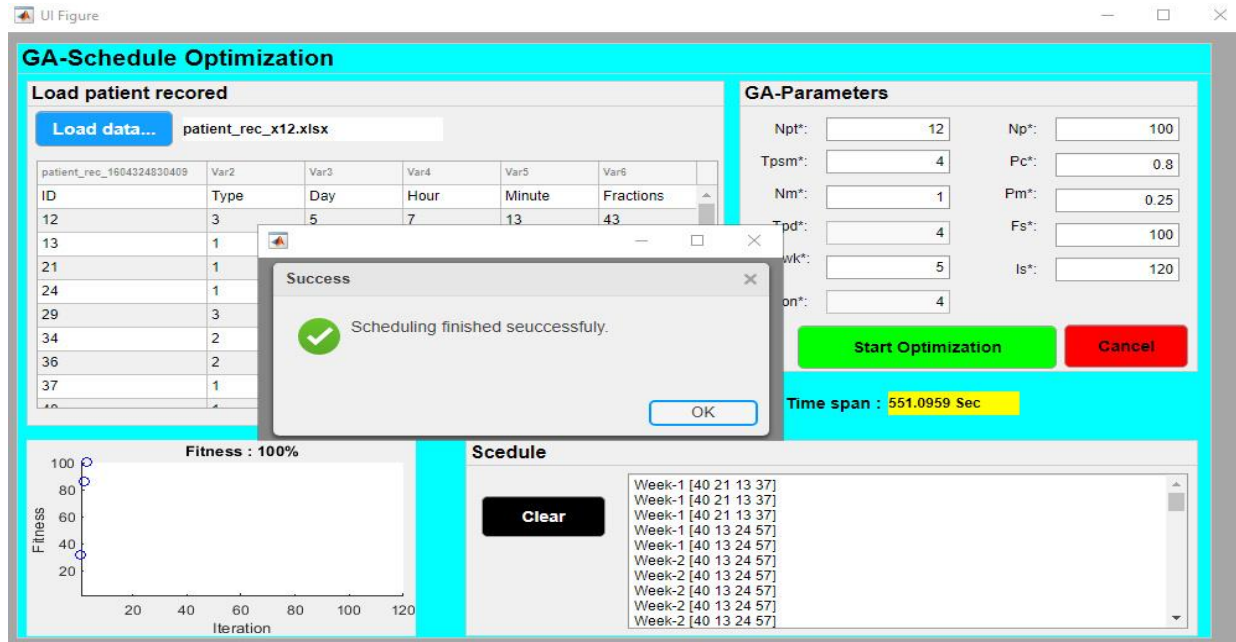 UI Figure
GA-Schedule Optimization
Load patient recored
Load data... patient_rec_x12.xlsx
patient_rec_1604324830409 Var2 Var3 Var4 Var5 Var6
ID Type Day Hour Minute Fractions
12 3 5 7 13 43
13 1
21 1
24 1
29 3
34 2
36 2
37 1
Success
Scheduling finished seuccessfuly.
OK
GA-Parameters
Npt*: 12 Np*: 100
Tpsm*: 4 Pc*: 0.8
Nm*: 1 Pm*: 0.25
Tpd*: 4 Fs*: 100
wk*: 5 Is*: 120
on*: 4
Start Optimization Cancel
Time span : 551.0959 Sec
Fitness : 100%
100
80
60
40
20
Fitness
20 40 60 80 100 120
Iteration
Scedule
Clear
Week-1 [40 21 13 37]
Week-1 [40 21 13 37]
Week-1 [40 21 13 37]
Week-1 [40 13 24 57]
Week-1 [40 13 24 57]
Week-2 [40 13 24 57]
Week-2 [40 13 24 57]
Week-2 [40 13 24 57]
Week-2 [40 13 24 57]
Week-2 [40 13 24 57]